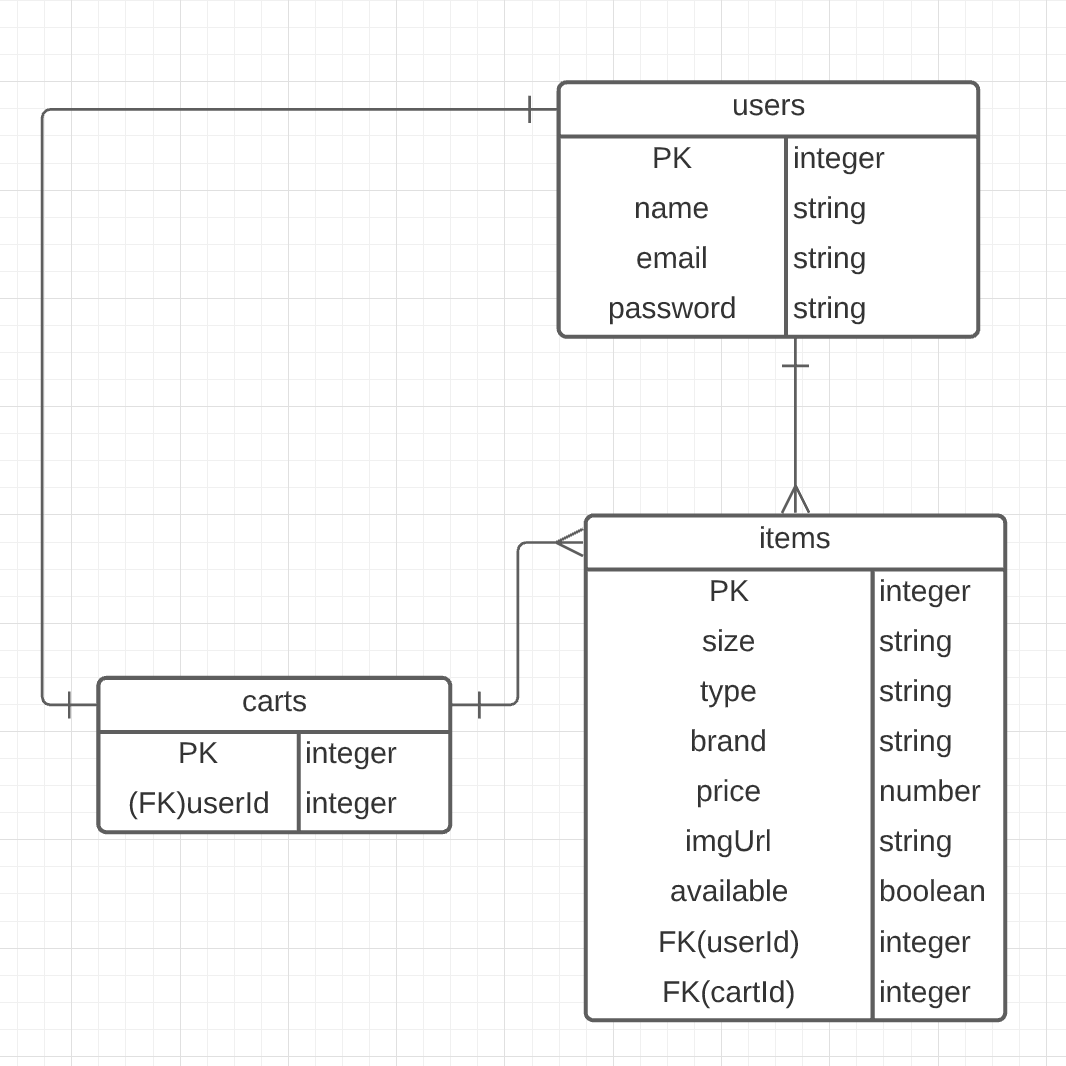 users
PK integer
name string
email string
password string
items
PK integer
size string
type string
brand string
price number
imgUrl string
available boolean
FK(userId) integer
FK(cartId) integer
carts
PK integer
(FK)userId integer